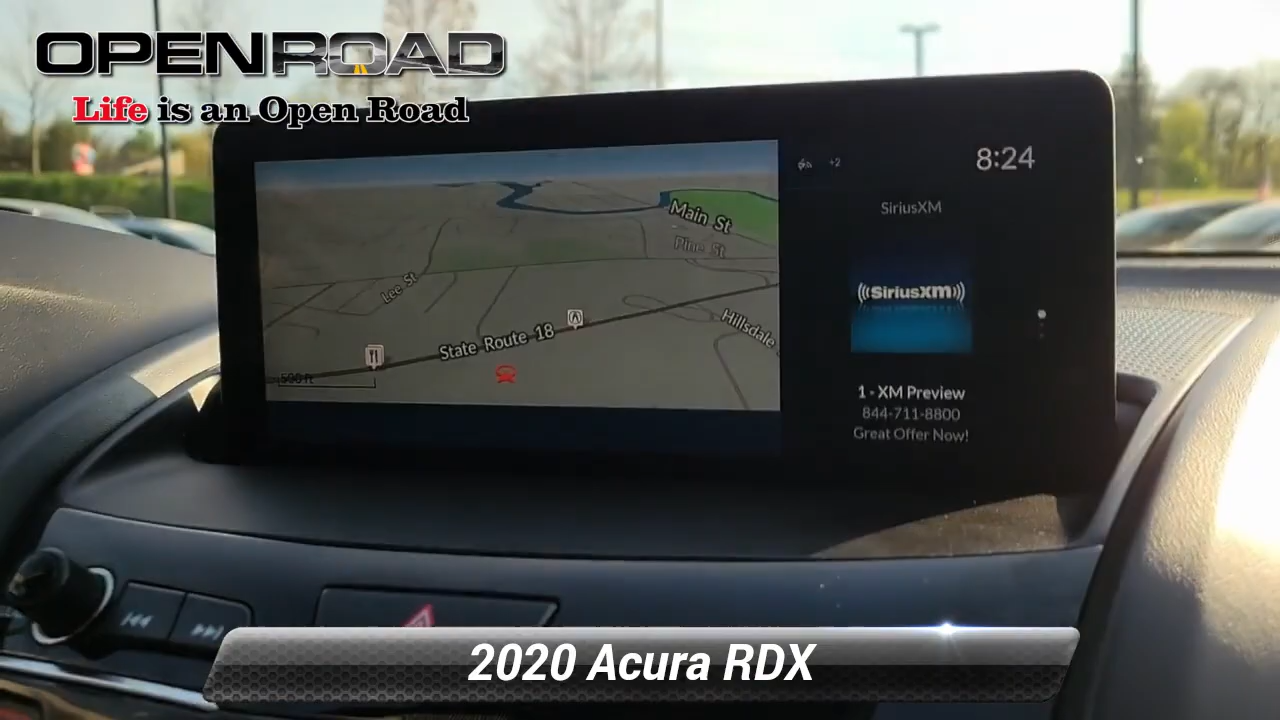 OPENROAD
Life is an Open Road
+2
8:24
SiriusXM
Main St
Pine St
((SiriusXM))
Lee St
Hillsdale
State Route 18
500 ft
1 - XM Preview
844-711-8800
Great Offer Now!
2020 Acura RDX